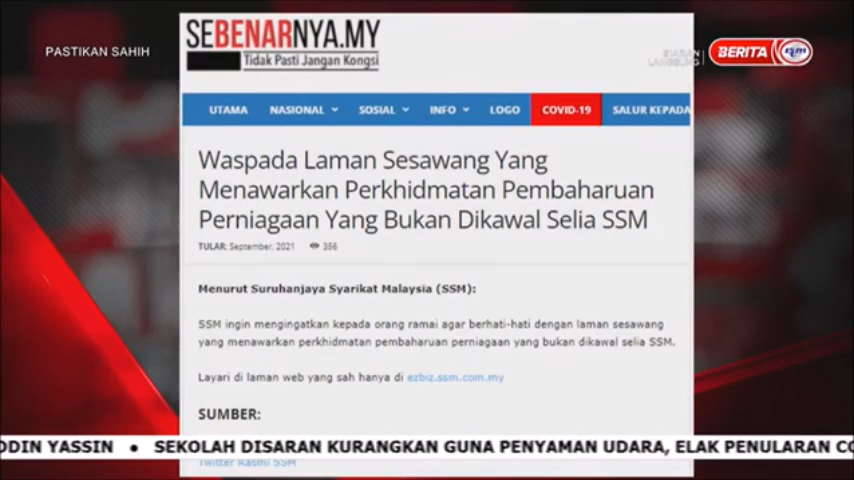 SEBENARNYA.MY
Tidak Pasti Jangan Kongsi
PASTIKAN SAHIH
SIARAN
LANGSUNG
BERITA
UTAMA NASIONAL SOSIAL INFO LOGO COVID-19 SALUR KEPADA
Waspada Laman Sesawang Yang
Menawarkan Perkhidmatan Pembaharuan
Perniagaan Yang Bukan Dikawal Selia SSM
TULAR: September, 2021 356
Menurut Suruhanjaya Syarikat Malaysia (SSM):
SSM ingin mengingatkan kepada orang ramai agar berhati-hati dengan laman sesawang
yang menawarkan perkhidmatan pembaharuan perniagaan yang bukan dikawal selia SSM.
Layari di laman web yang sah hanya di ezbiz.ssm.com.my
SUMBER:
ODIN YASSIN • SEKOLAH DISARAN KURANGKAN GUNA PENYAMAN UDARA, ELAK PENULARAN CO
Twitter Rasmi SSM